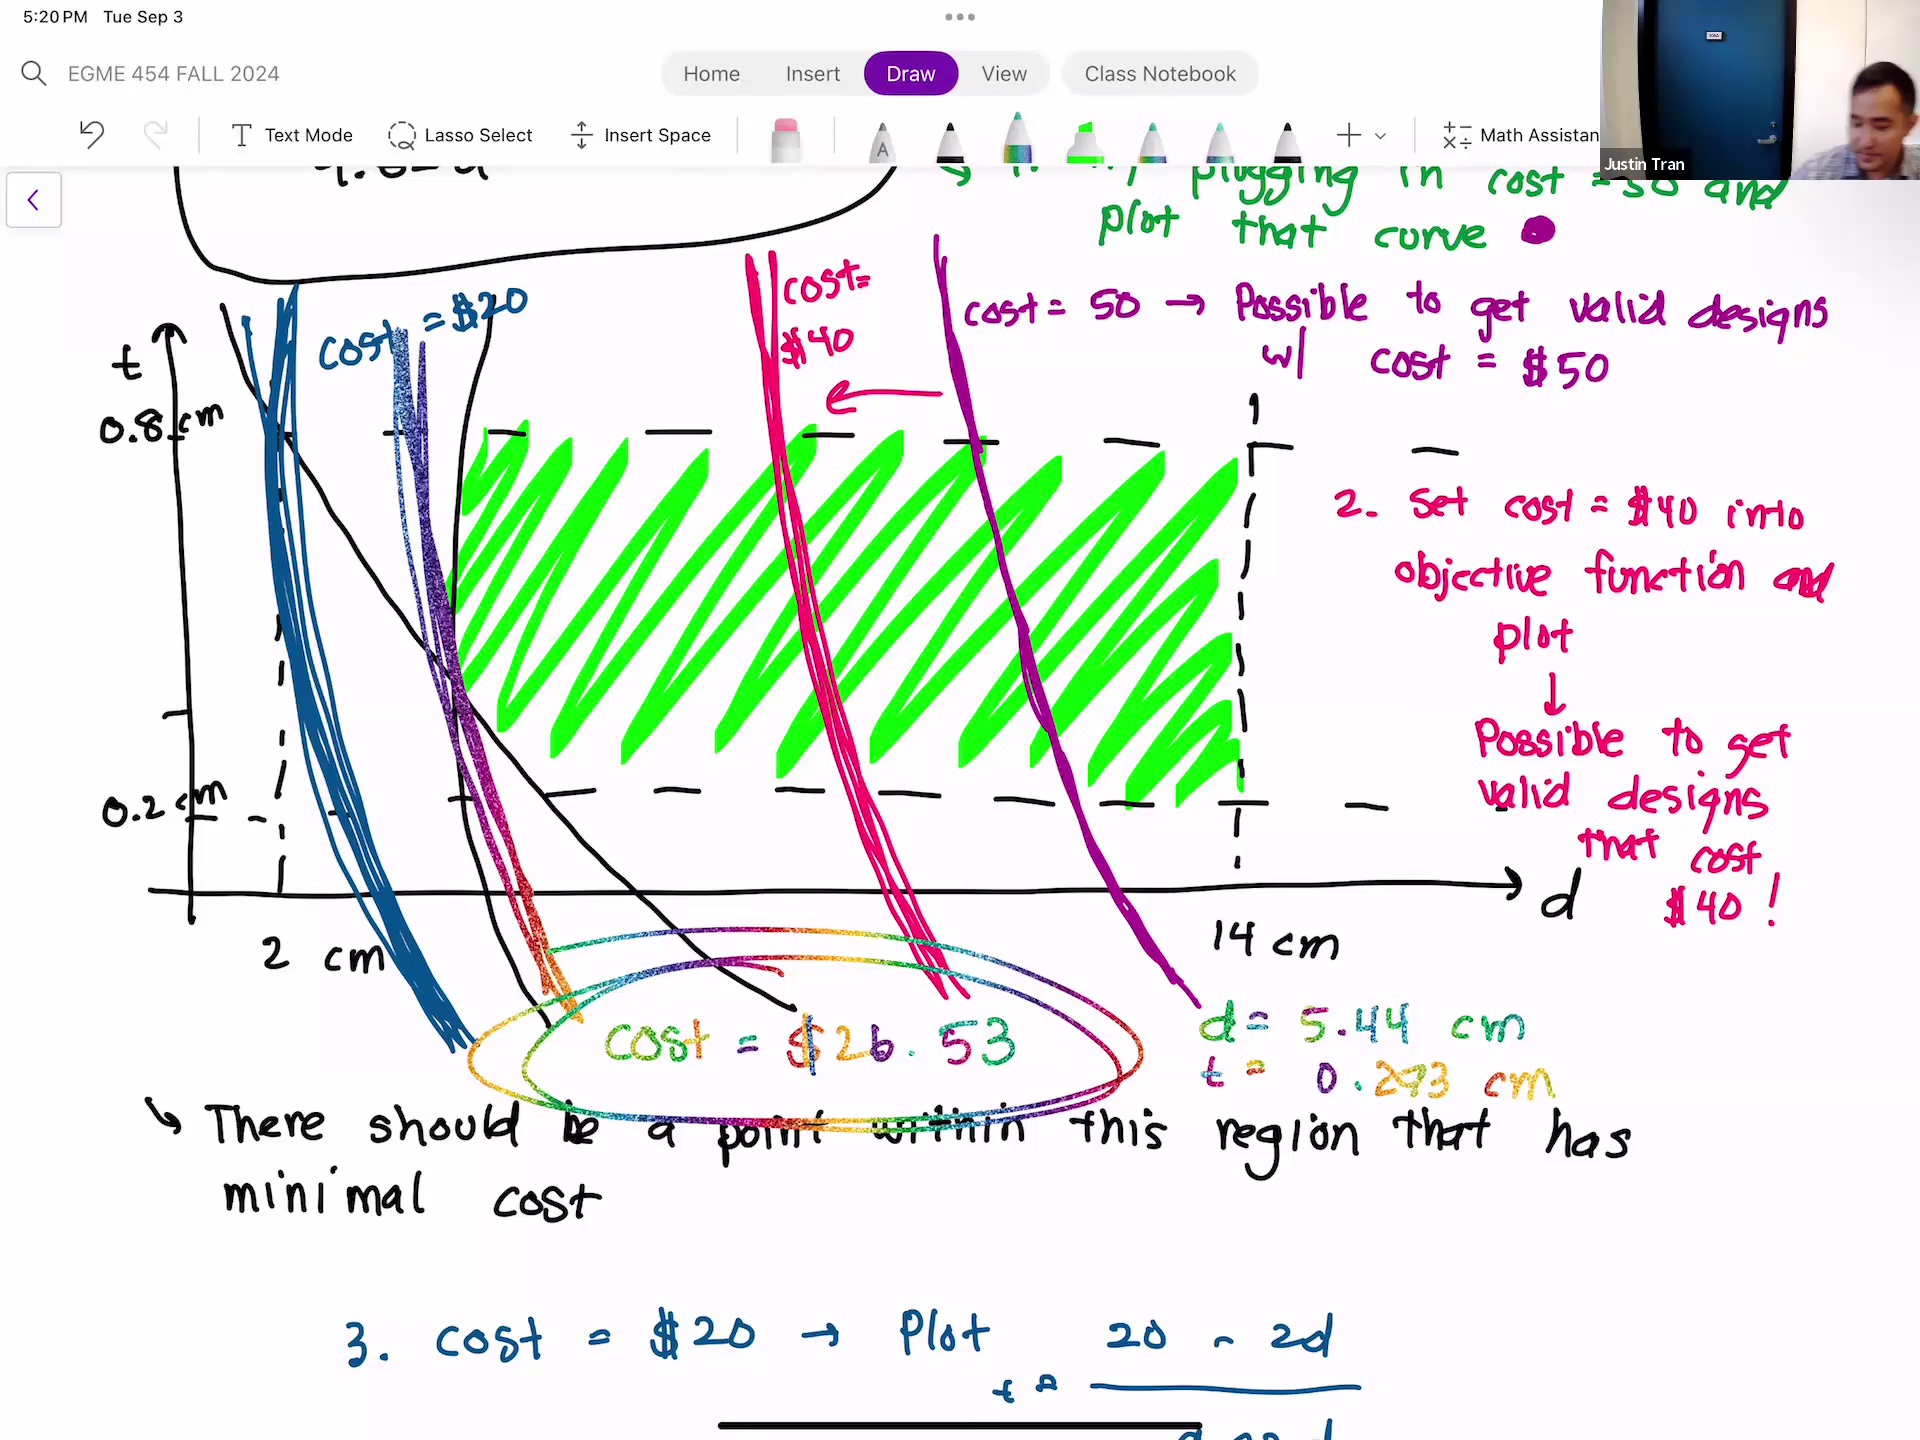 5:20 PM Tue Sep 3
EGME 454 FALL 2024
Home
Insert
Draw
View
Class Notebook
Text Mode
Lasso Select
Insert Space
Math Assistan
Justin Tran
plugging in cost = 50 and
plot that curve
cost = $20
cost=
$40
cost = 50 → Possible to get valid designs
w/ cost = $50
t
0.8 cm
2. Set cost = $40 into
objective function and
plot
↓
Possible to get
valid designs
that cost
$40 !
0.2 cm
d
2 cm
14 cm
cost = $26.53
d = 5.44 cm
t = 0.293 cm
↳ There should be a point within this region that has
minimal cost
3. cost = $20 → Plot 20 - 2d
t =